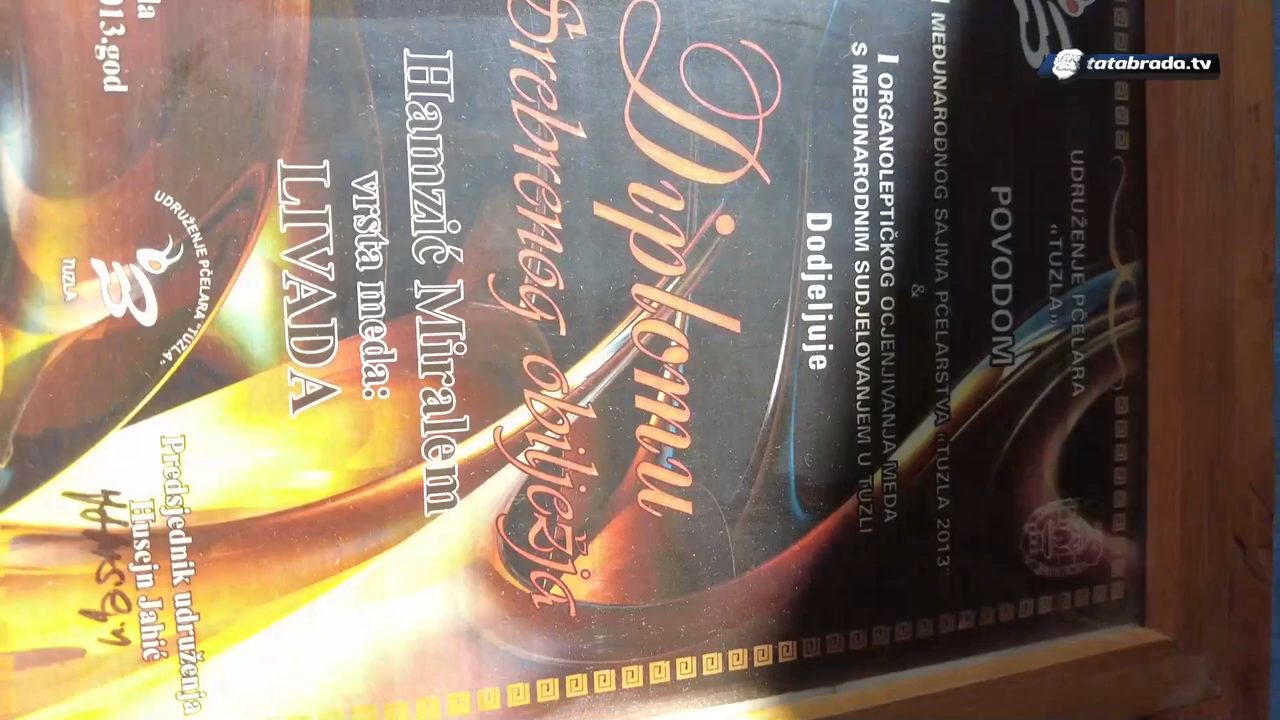 tatabrada.tv
UDRUŽENJE PČELARA
“TUZLA„
POVODOM
MEĐUNARODNOG SAJMA PČELARSTVA “TUZLA 2013”
&
I ORGANOLEPTIČKOG OCJENJIVANJA MEDA
S MEĐUNARODNIM SUDJELOVANJEM U TUZLI
Dodjeljuje
Diplomu
Srebrenog obilježja
Hamzić Miralem
vrsta meda:
LIVADA
UDRUŽENJE PČELARA "TUZLA"
TUZLA
13.god
Predsjednik udruženja
Husejn Jahić